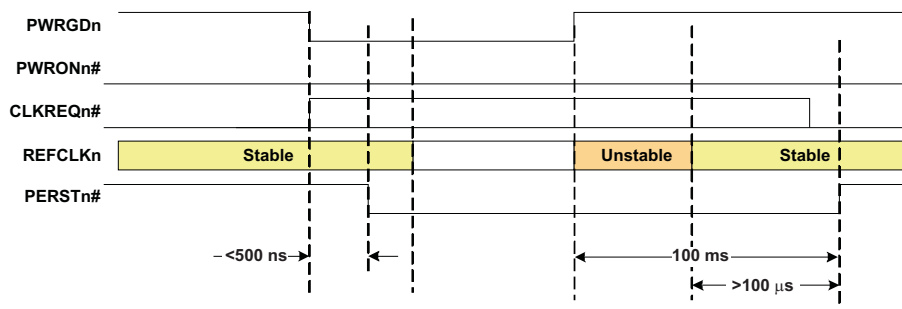 PWRGDn
PWRONn#
CLKREQn#
REFCLKn Stable Unstable Stable
PERSTn#
<500 ns 100 ms
>100 μs